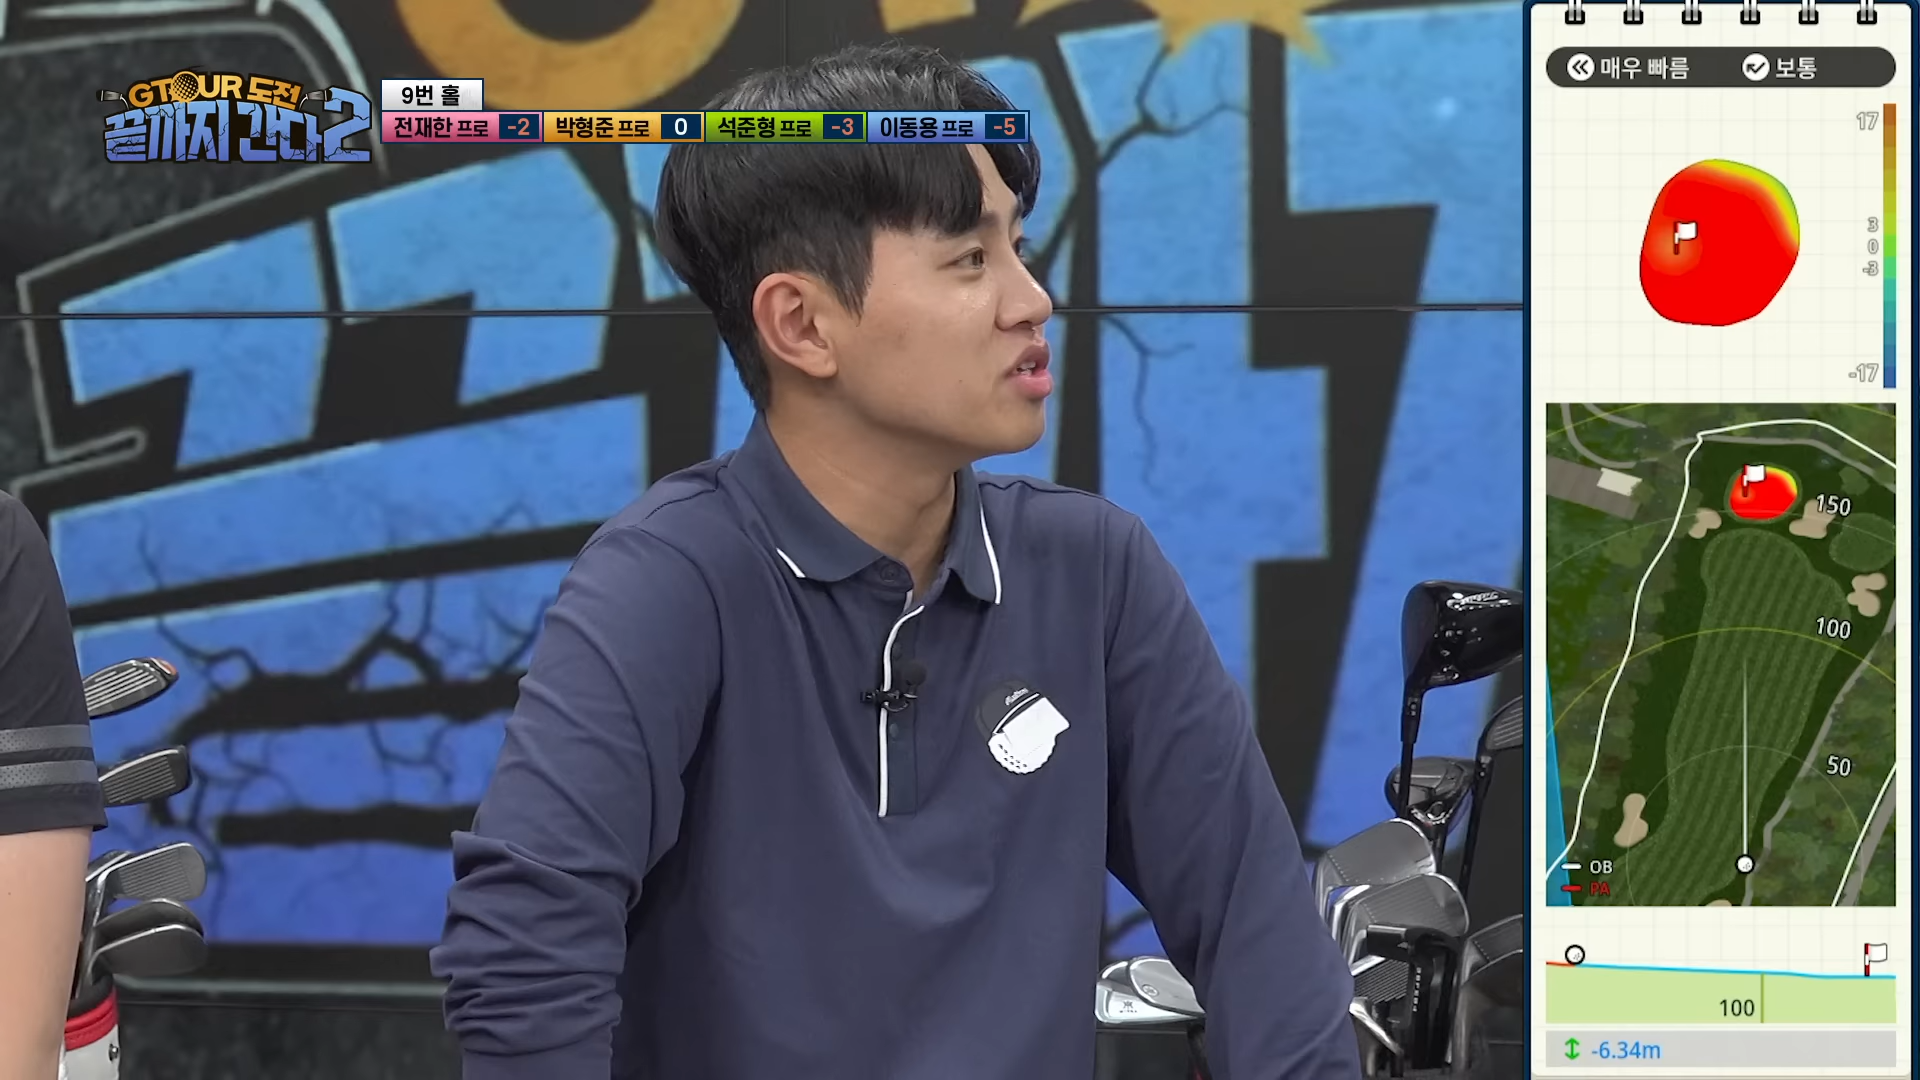 GTOUR 도전
끝까지 간다2
9번 홀
전재한 프로 -2 박형준 프로 0 석준형 프로 -3 이동용 프로 -5
매우 빠름 보통
17
3
0
-3
-17
150
100
50
OB
PA
100
-6.34m